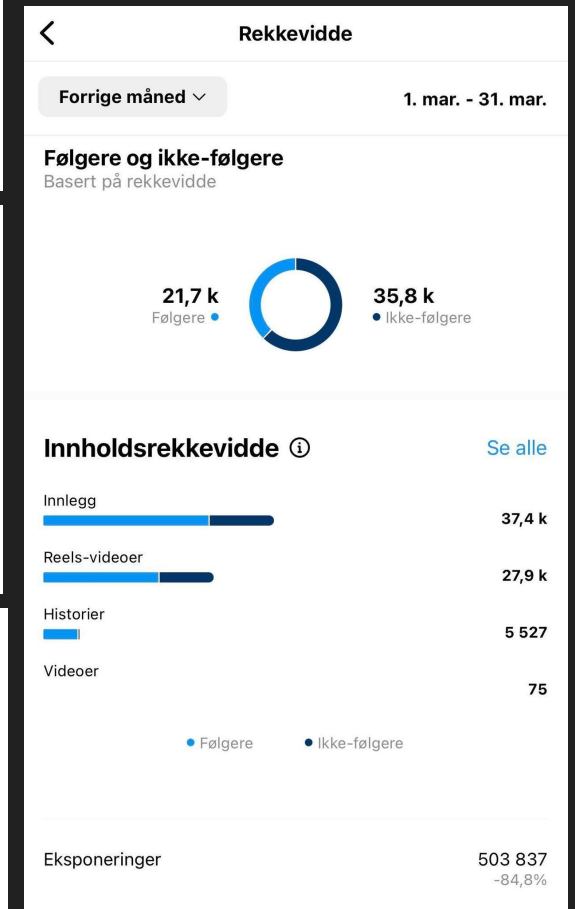 Rekkevidde
Forrige måned
1. mar. - 31. mar.
Følgere og ikke-følgere
Basert på rekkevidde
21,7 k
Følgere
35,8 k
Ikke-følgere
Innholdsrekkevidde
Se alle
Innlegg
37,4 k
Reels-videoer
27,9 k
Historier
5 527
Videoer
75
Følgere
Ikke-følgere
Eksponeringer
503 837
-84,8%